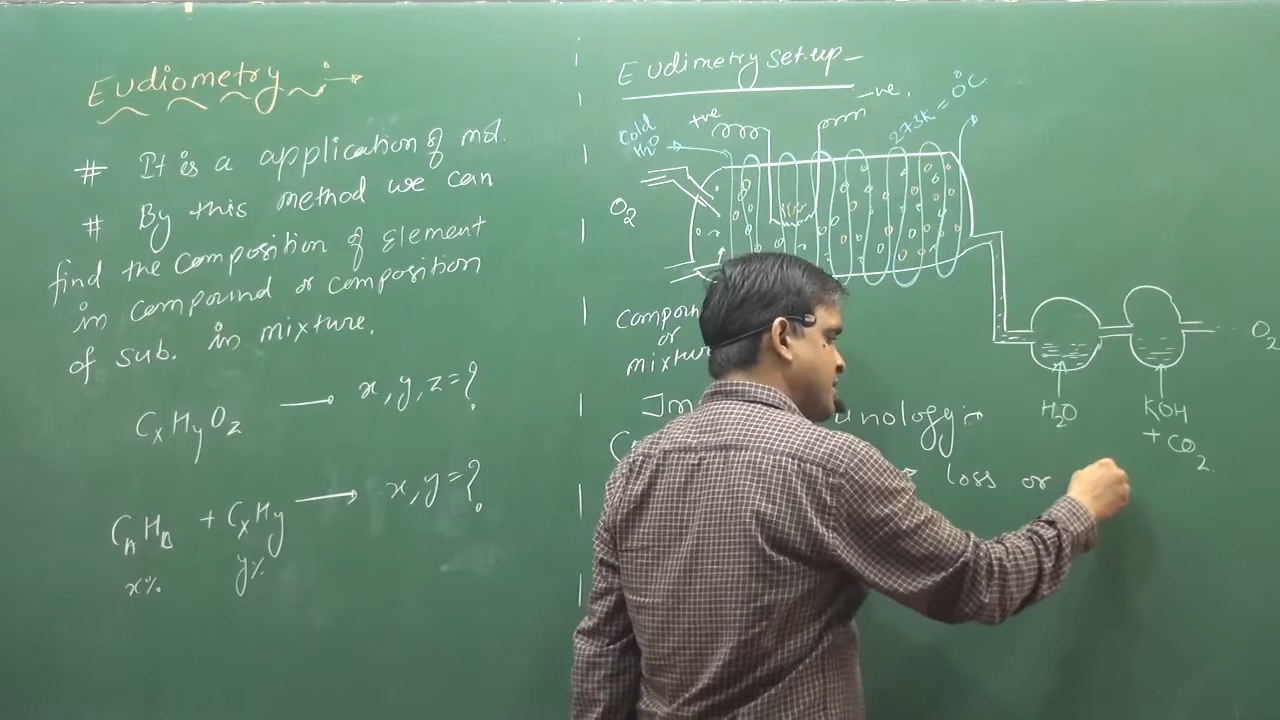 Eudiometry :→
# It is a application of mol.
# By this method we can
find the composition of Element
in compound or composition
of sub. in mixture.
CxHyOz → x, y, z = ?
CAHB + CxHy → x, y = ?
x% y%
Eudimetry set-up –
+ve -ve.
273K = 0°C.
Cold
H2O
O2
or
O2
H2O KOH
+ CO2
loss or